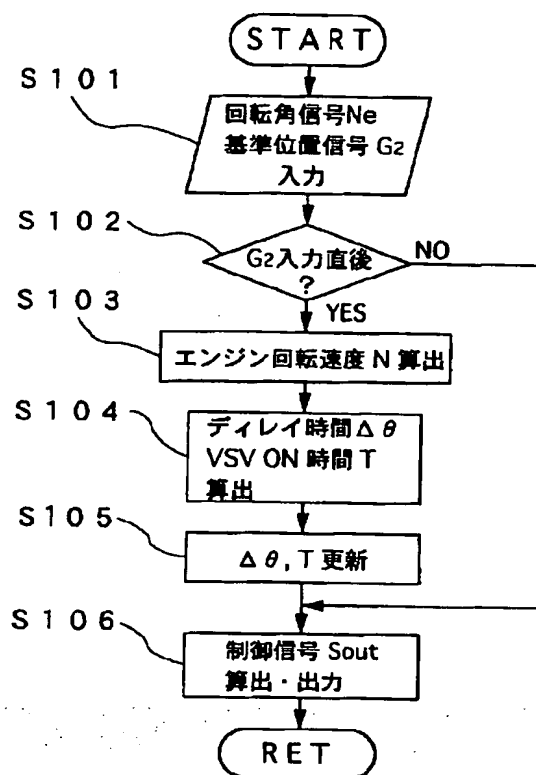 START
S101
回転角信号Ne
基準位置信号 G2
入力
S102
G2入力直後
?
NO
YES
S103
エンジン回転速度 N 算出
S104
ディレイ時間 Δθ
VSV ON 時間 T
算出
S105
Δθ, T 更新
S106
制御信号 Sout
算出・出力
RET